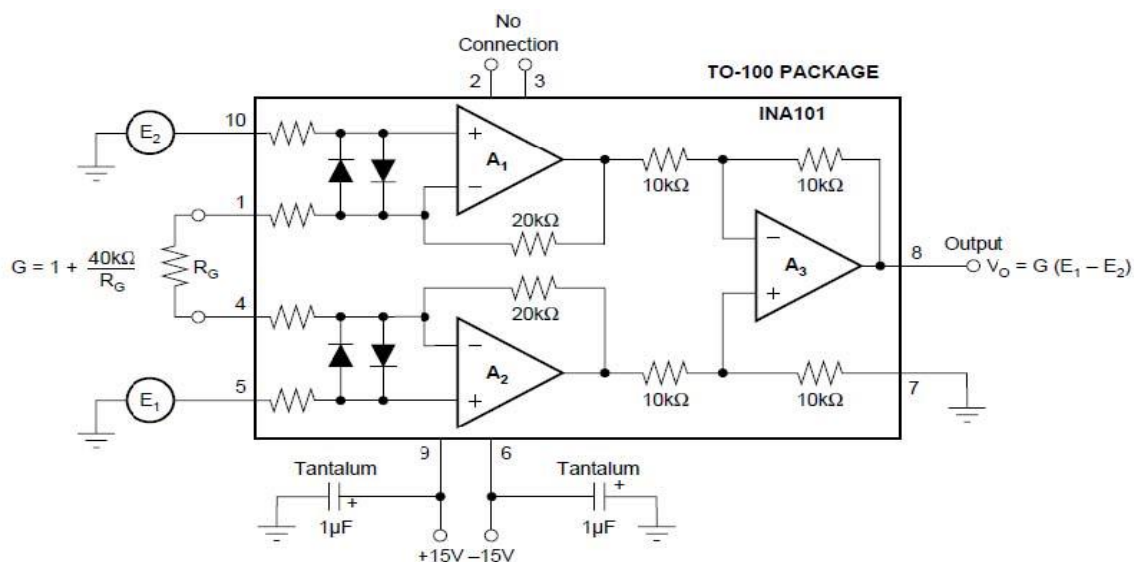 No
Connection
2
3
TO-100 PACKAGE
INA101
E2
10
+
A1
−
10kΩ
10kΩ
1
20kΩ
G = 1 + 40kΩ / RG
RG
−
A3
+
8
Output
VO = G (E1 – E2)
4
20kΩ
−
A2
+
10kΩ
10kΩ
7
E1
5
9
6
Tantalum
+
1µF
Tantalum
+
1µF
+15V –15V